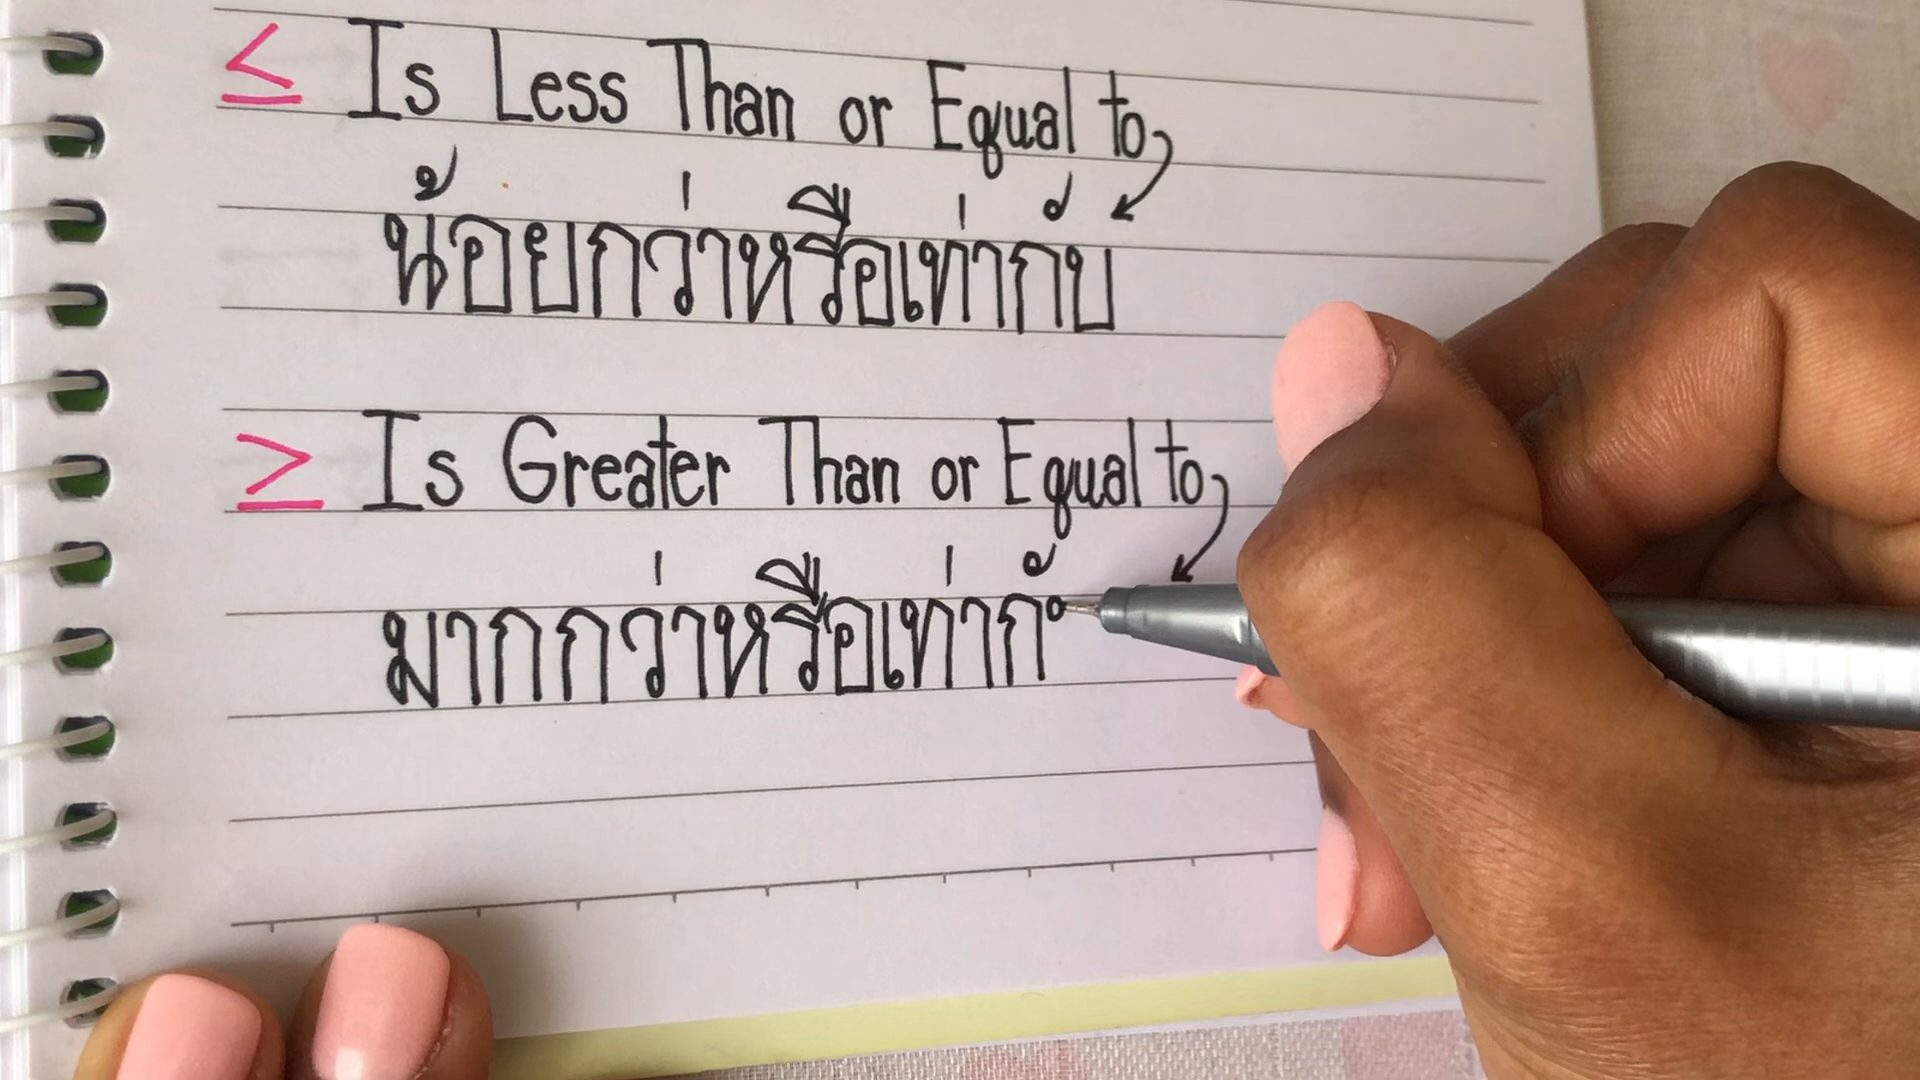 ≤ Is Less Than or Equal to
น้อยกว่าหรือเท่ากับ
≥ Is Greater Than or Equal to
มากกว่าหรือเท่ากั